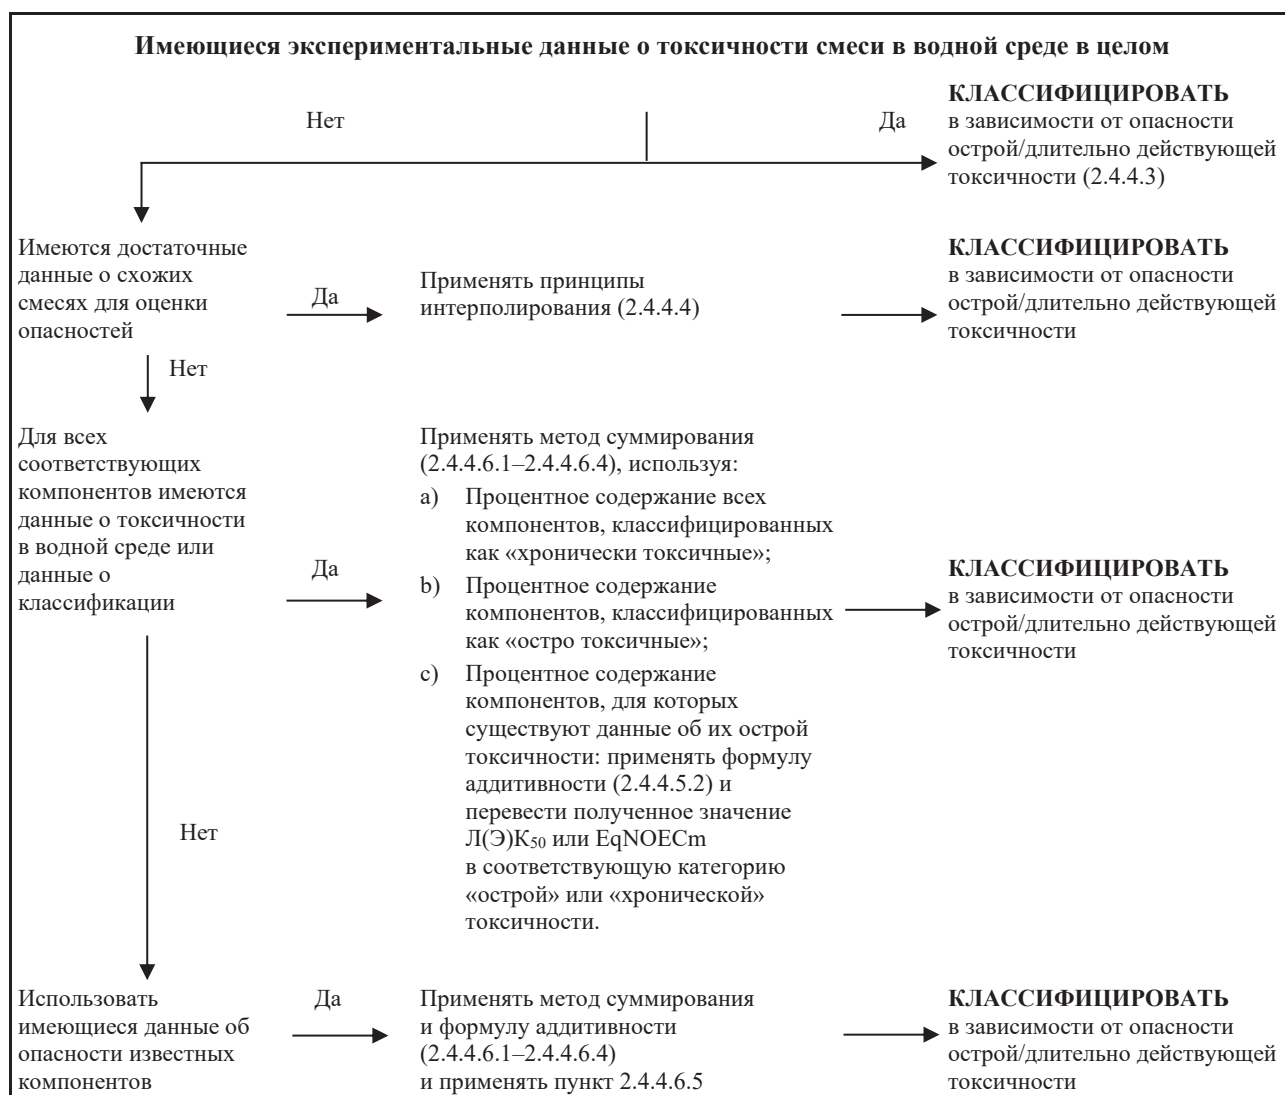 Имеющиеся экспериментальные данные о токсичности смеси в водной среде в целом
Нет
Да
КЛАССИФИЦИРОВАТЬ
в зависимости от опасности
острой/длительно действующей
токсичности (2.4.4.3)
Имеются достаточные
данные о схожих
смесях для оценки
опасностей
Да
Применять принципы
интерполирования (2.4.4.4)
КЛАССИФИЦИРОВАТЬ
в зависимости от опасности
острой/длительно действующей
токсичности
Нет
Для всех
соответствующих
компонентов имеются
данные о токсичности
в водной среде или
данные о
классификации
Да
Применять метод суммирования
(2.4.4.6.1–2.4.4.6.4), используя:
a) Процентное содержание всех
компонентов, классифицированных
как «хронически токсичные»;
b) Процентное содержание
компонентов, классифицированных
как «остро токсичные»;
c) Процентное содержание
компонентов, для которых
существуют данные об их острой
токсичности: применять формулу
аддитивности (2.4.4.5.2) и
перевести полученное значение
Л(Э)К₅₀ или EqNOECm
в соответствующую категорию
«острой» или «хронической»
токсичности.
КЛАССИФИЦИРОВАТЬ
в зависимости от опасности
острой/длительно действующей
токсичности
Нет
Использовать
имеющиеся данные об
опасности известных
компонентов
Да
Применять метод суммирования
и формулу аддитивности
(2.4.4.6.1–2.4.4.6.4)
и применять пункт 2.4.4.6.5
КЛАССИФИЦИРОВАТЬ
в зависимости от опасности
острой/длительно действующей
токсичности